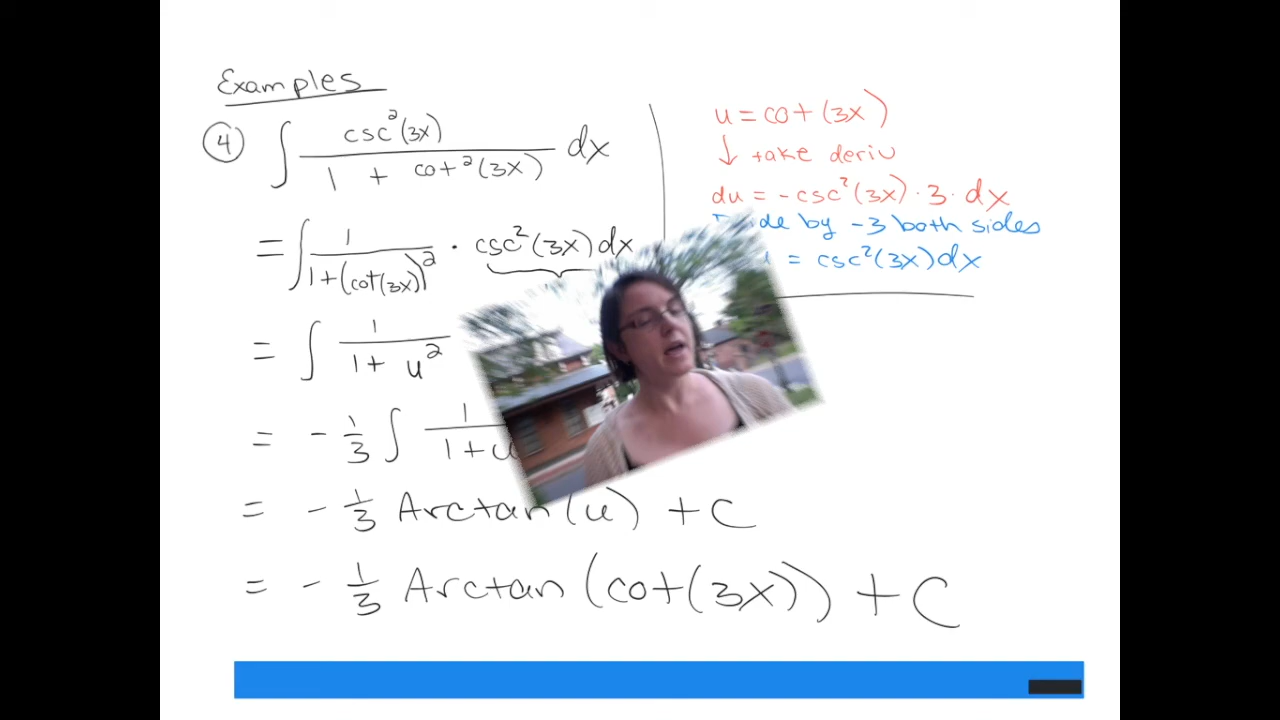 Examples
④ ∫ csc²(3x) / (1 + cot²(3x)) dx
= ∫ 1 / (1+(cot(3x))²) · csc²(3x) dx
= ∫ 1 / (1+ u²)
= -1/3 ∫ 1 / (1+u
= -1/3 Arctan(u) + C
= -1/3 Arctan(cot(3x)) + C
u = cot(3x)
↓ take deriv
du = -csc²(3x) · 3 · dx
by -3 both sides
= csc²(3x)dx